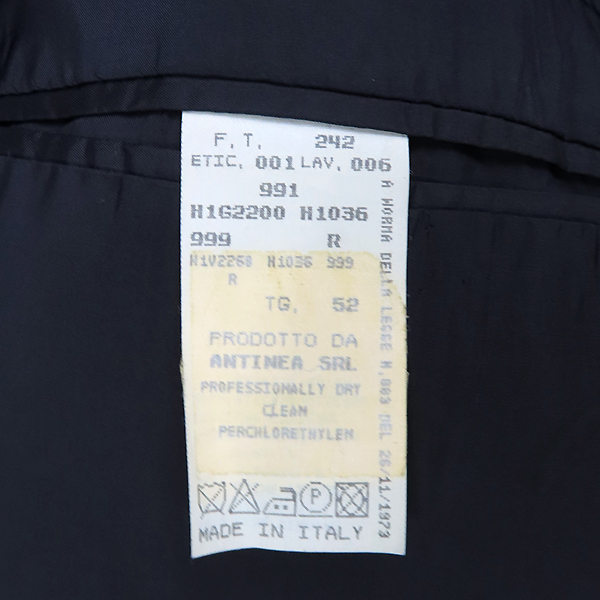 F. T. 242
ETIC. 001 LAV. 006
991
H1G2200 H1036
999 R
H1V2260 H1036 999
R
TG. 52
PRODOTTO DA
ANTINEA SRL
PROFESSIONALLY DRY
CLEAN
PERCHLORETHYLEN
P
MADE IN ITALY
A NORMA DELLA LEGGE N.883 DEL 26/11/1973